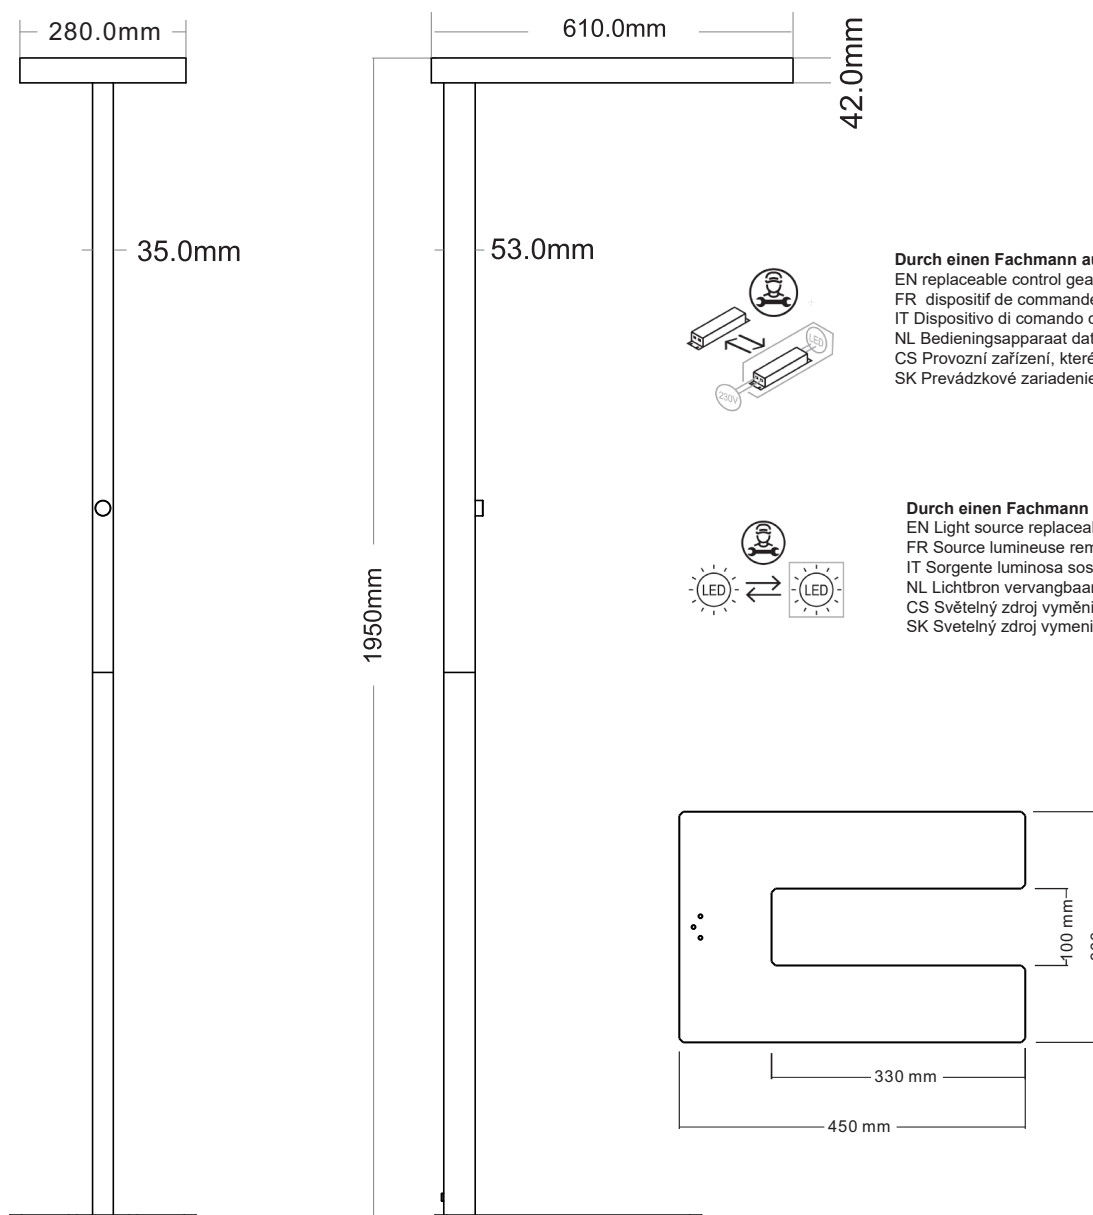 280.0mm
610.0mm
42.0mm
35.0mm
53.0mm
1950mm
Durch einen Fachmann
EN replaceable control
FR dispositif de
IT Dispositivo di comando
NL Bedieningsapparaat
CS Provozní zařízení,
SK Prevádzkové zariadenie
LED
230V
Durch einen Fachmann
EN Light source
FR Source lumineuse
IT Sorgente luminosa
NL Lichtbron
CS Světelný zdroj
SK Svetelný zdroj
LED
LED
100 mm
330 mm
450 mm